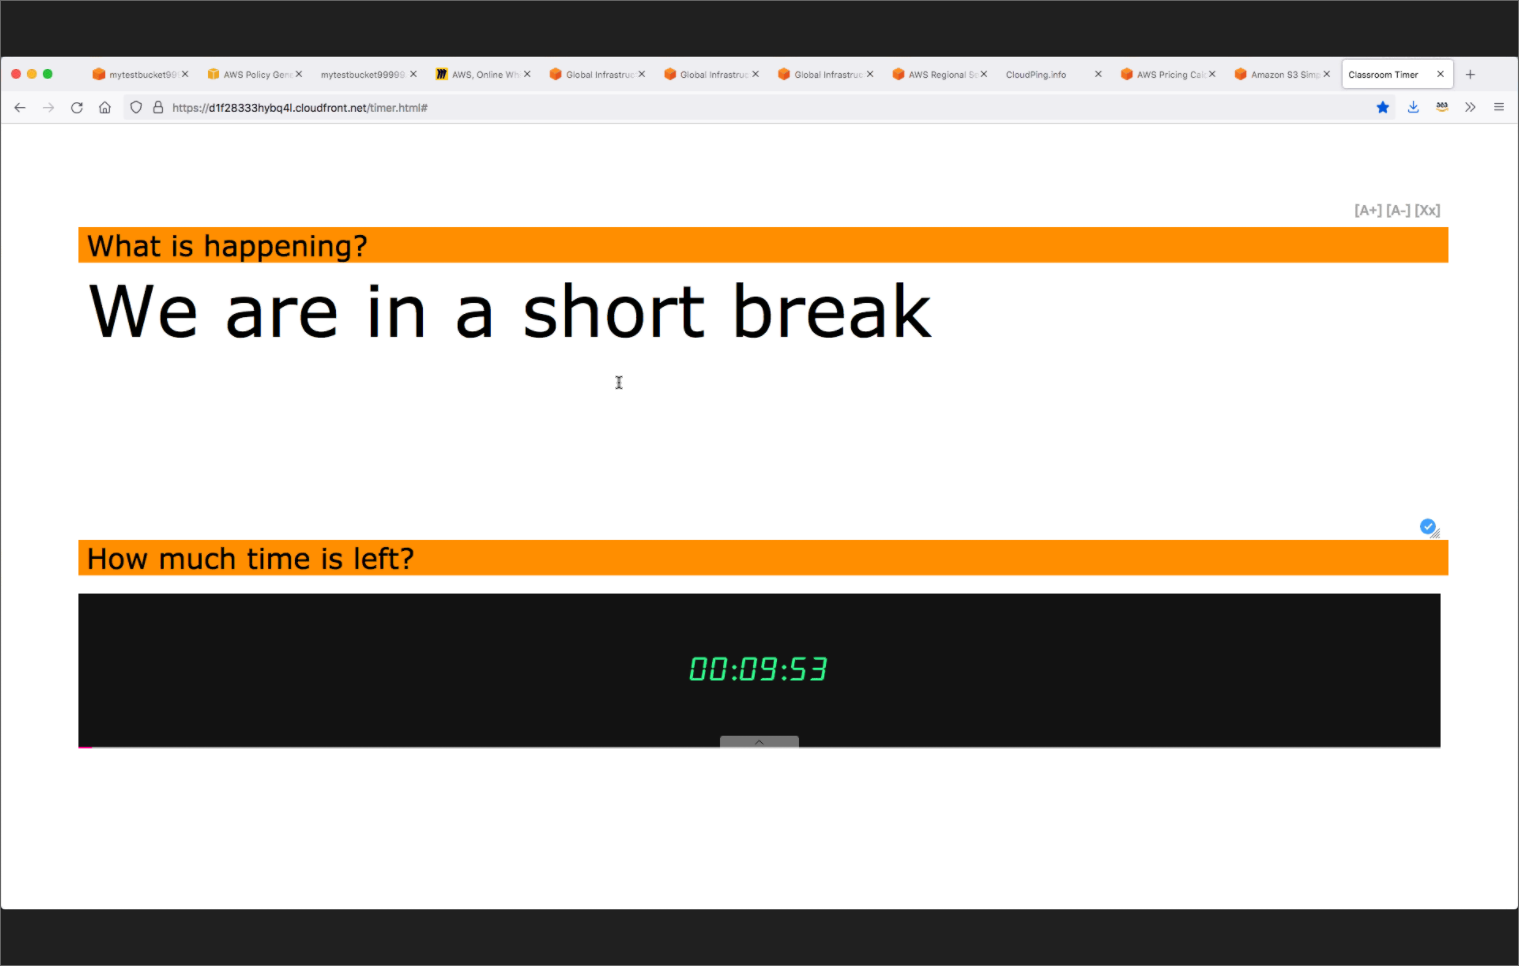 mytestbucket99
AWS Policy Gen
mytestbucket99999
AWS, Online Wh
Global Infrastruc
Global Infrastruc
Global Infrastruc
AWS Regional S
CloudPing.info
AWS Pricing Cal
Amazon S3 Simp
Classroom Timer
https://d1f28333hybq4l.cloudfront.net/timer.html#
[A+] [A-] [Xx]
What is happening?
We are in a short break
How much time is left?
00:09:53